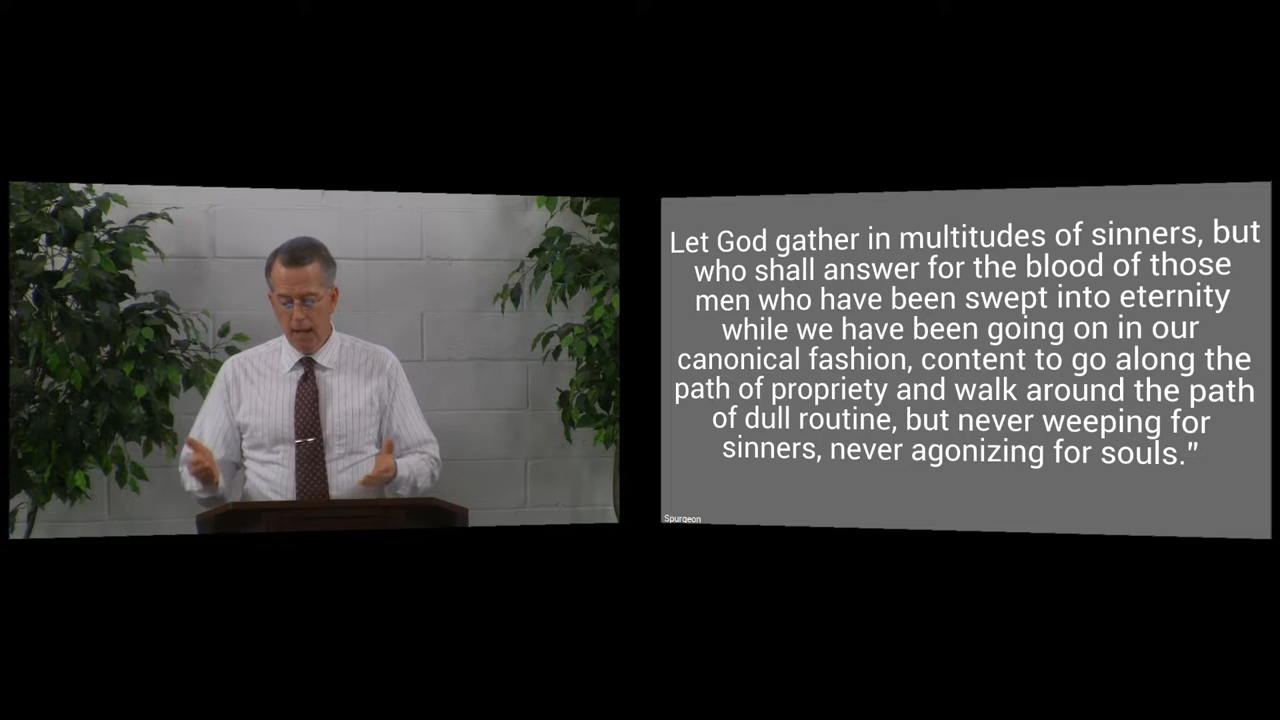 Let God gather in multitudes of sinners, but
who shall answer for the blood of those
men who have been swept into eternity
while we have been going on in our
canonical fashion, content to go along the
path of propriety and walk around the path
of dull routine, but never weeping for
sinners, never agonizing for souls.”
Spurgeon